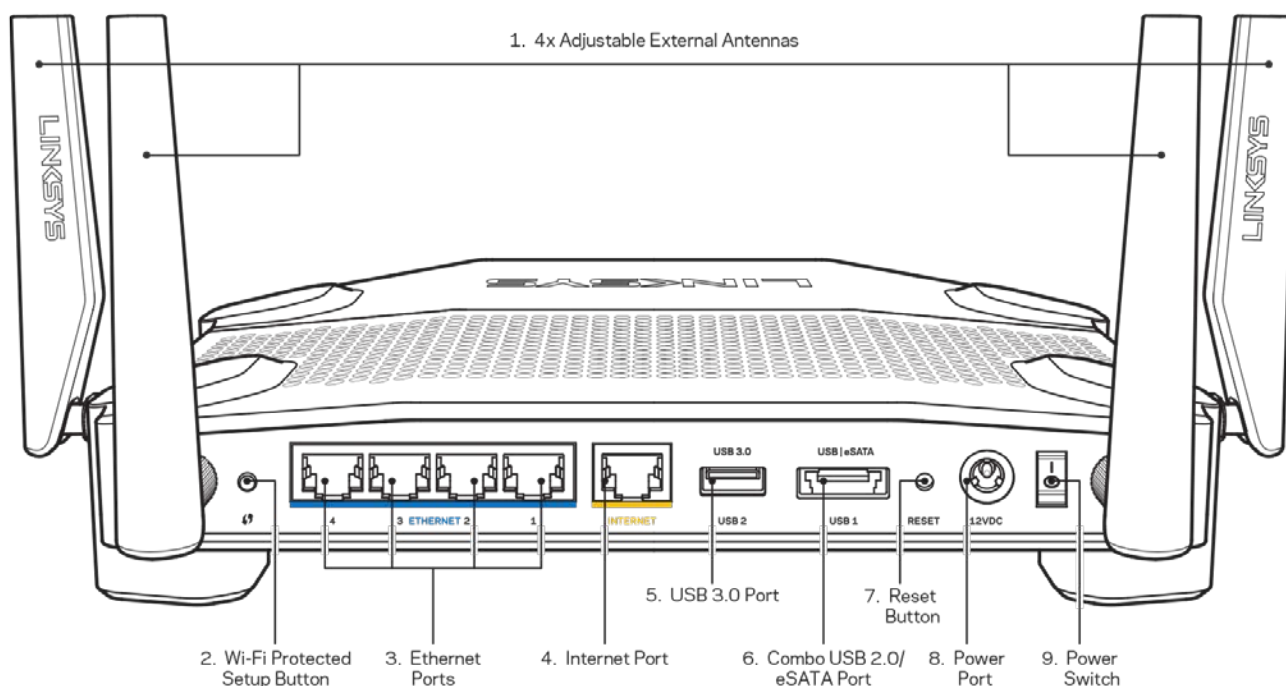 1. 4x Adjustable External Antennas
LINKSYS
LINKSYS
LINKSYS
USB 3.0
USB|eSATA
4
3
ETHERNET
2
1
INTERNET
USB 2
USB 1
RESET
12VDC
5. USB 3.0 Port
7. Reset
Button
2. Wi-Fi Protected
Setup Button
3. Ethernet
Ports
4. Internet Port
6. Combo USB 2.0/
eSATA Port
8. Power
Port
9. Power
Switch